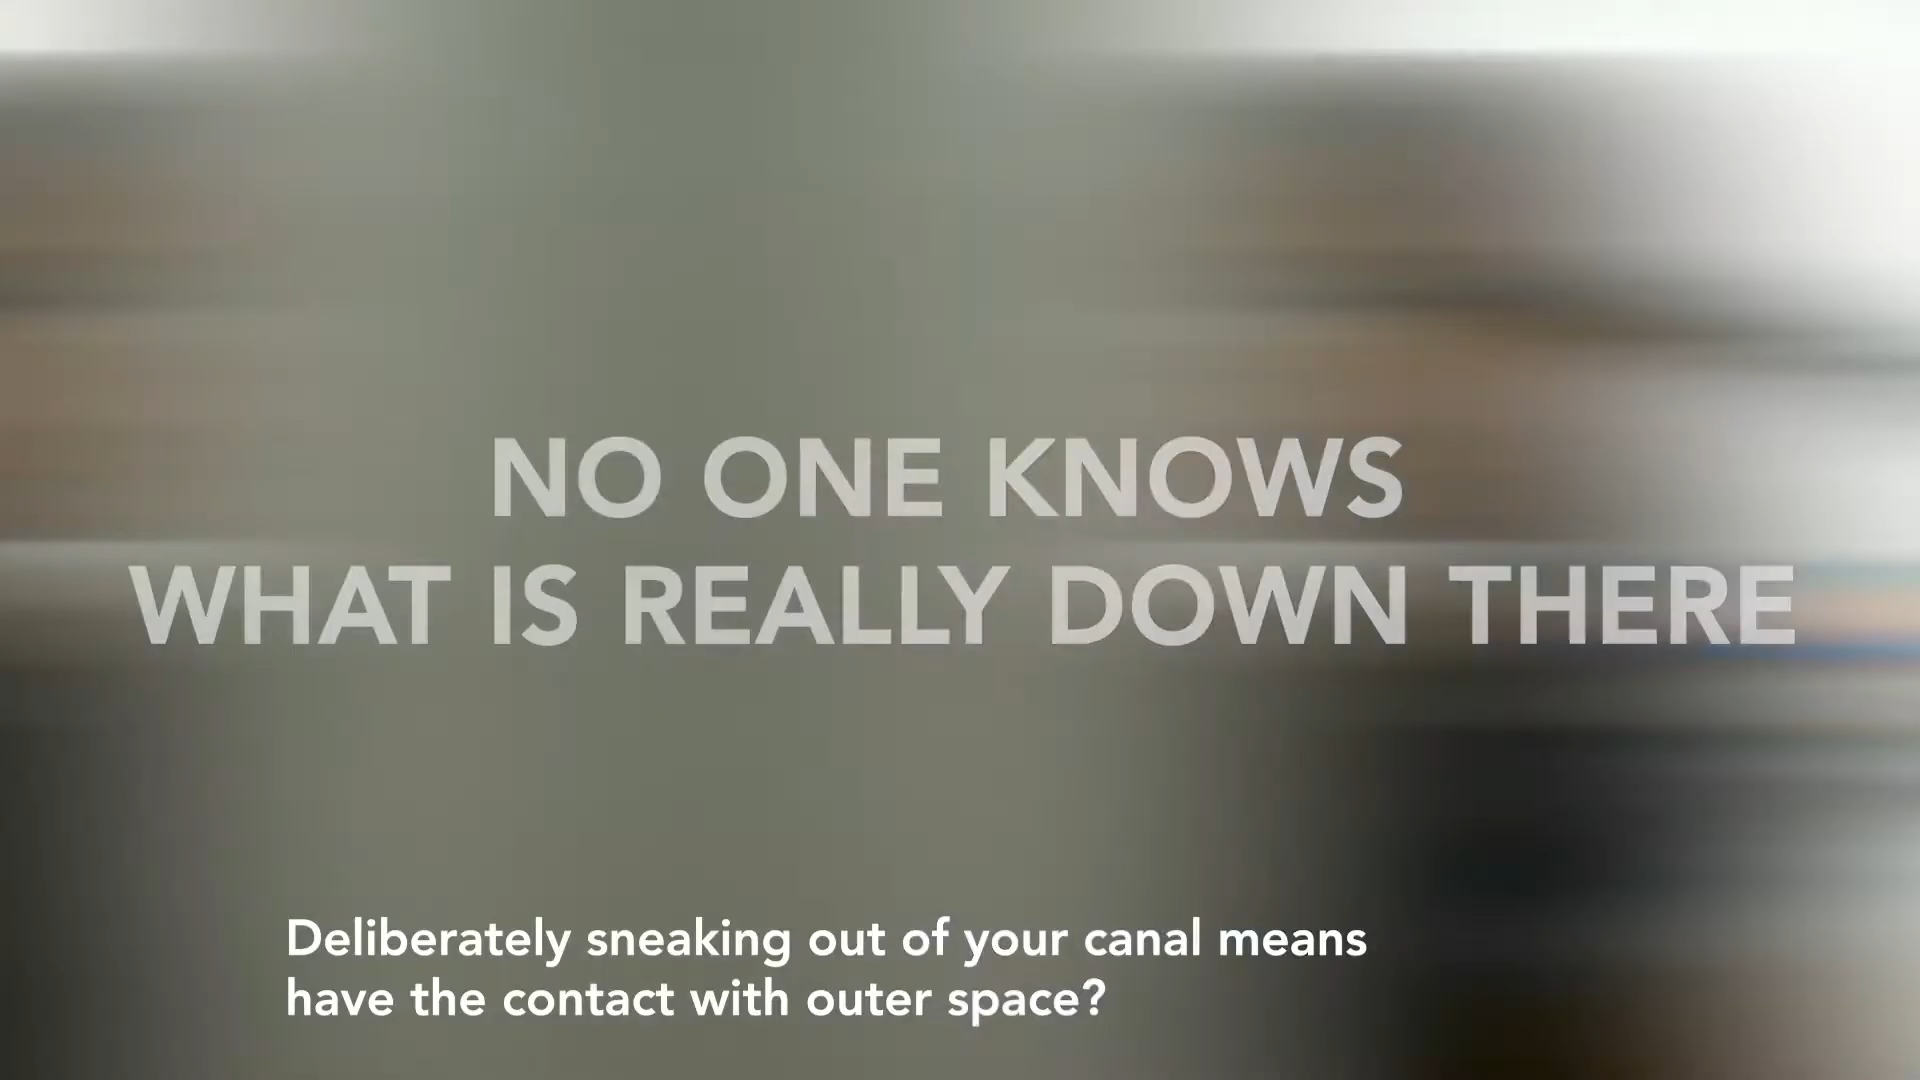 NO ONE KNOWS
WHAT IS REALLY DOWN THERE
Deliberately sneaking out of your canal means
have the contact with outer space?